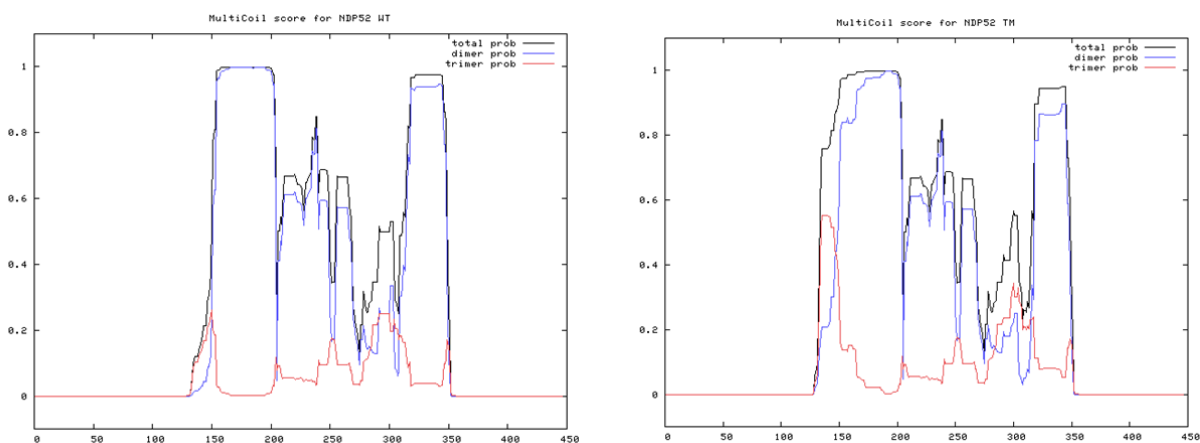 MultiCoil score for NDP52 WT
total prob
dimer prob
trimer prob
1
0.8
0.6
0.4
0.2
0
0 50 100 150 200 250 300 350 400 450
MultiCoil score for NDP52 TM
total prob
dimer prob
trimer prob
1
0.8
0.6
0.4
0.2
0
0 50 100 150 200 250 300 350 400 450